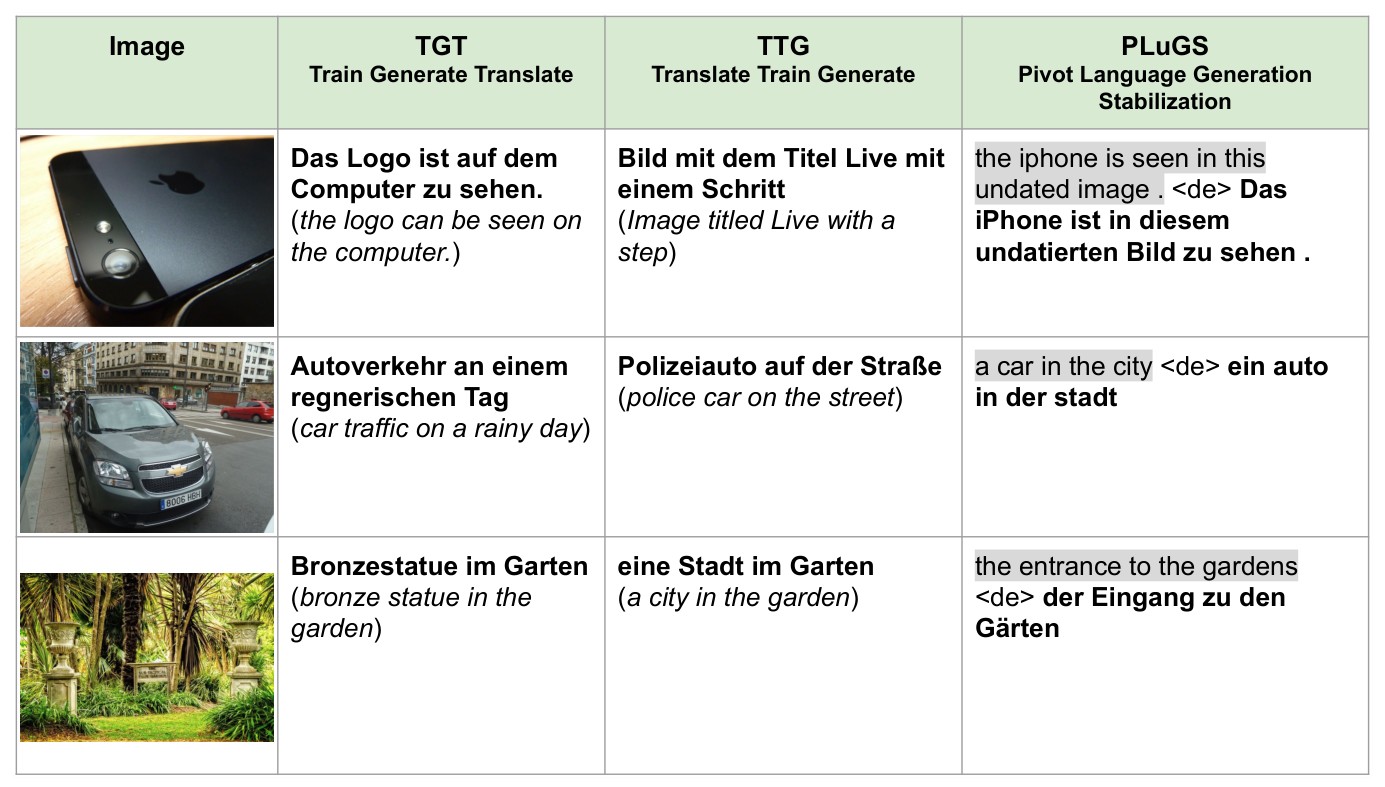 Image
TGT
Train Generate Translate
TTG
Translate Train Generate
PLuGS
Pivot Language Generation
Stabilization
Das Logo ist auf dem
Computer zu sehen.
(the logo can be seen on
the computer.)
Bild mit dem Titel Live mit
einem Schritt
(Image titled Live with a
step)
the iphone is seen in this
undated image . <de> Das
iPhone ist in diesem
undatierten Bild zu sehen .
8006 HBH
Autoverkehr an einem
regnerischen Tag
(car traffic on a rainy day)
Polizeiauto auf der Straße
(police car on the street)
a car in the city <de> ein auto
in der stadt
Bronzestatue im Garten
(bronze statue in the
garden)
eine Stadt im Garten
(a city in the garden)
the entrance to the gardens
<de> der Eingang zu den
Gärten